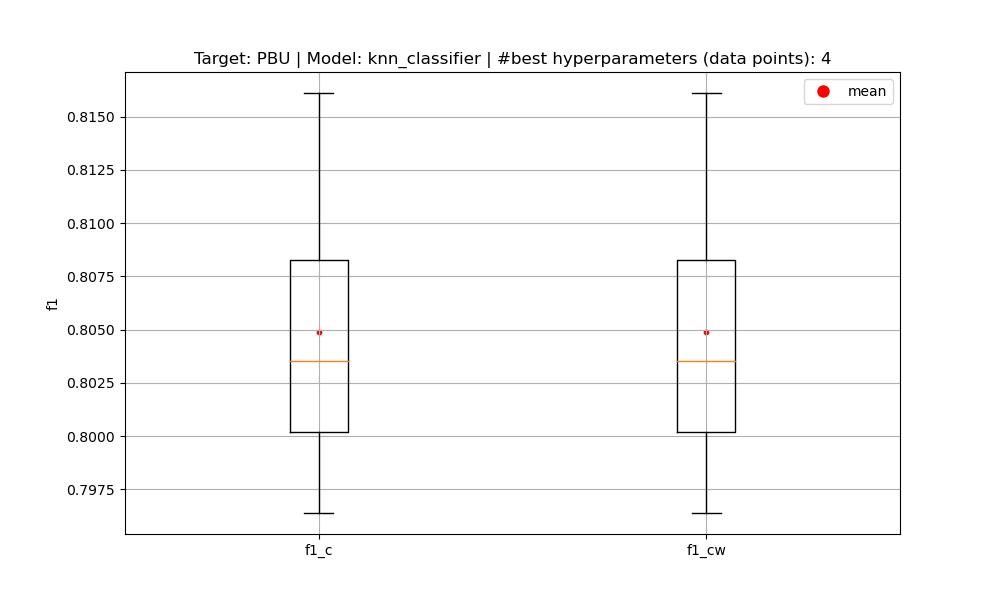 Target: PBU | Model: knn_classifier | #best hyperparameters (data points): 4
mean
0.8150
0.8125
0.8100
0.8075
0.8050
0.8025
0.8000
0.7975
f1
f1_c
f1_cw